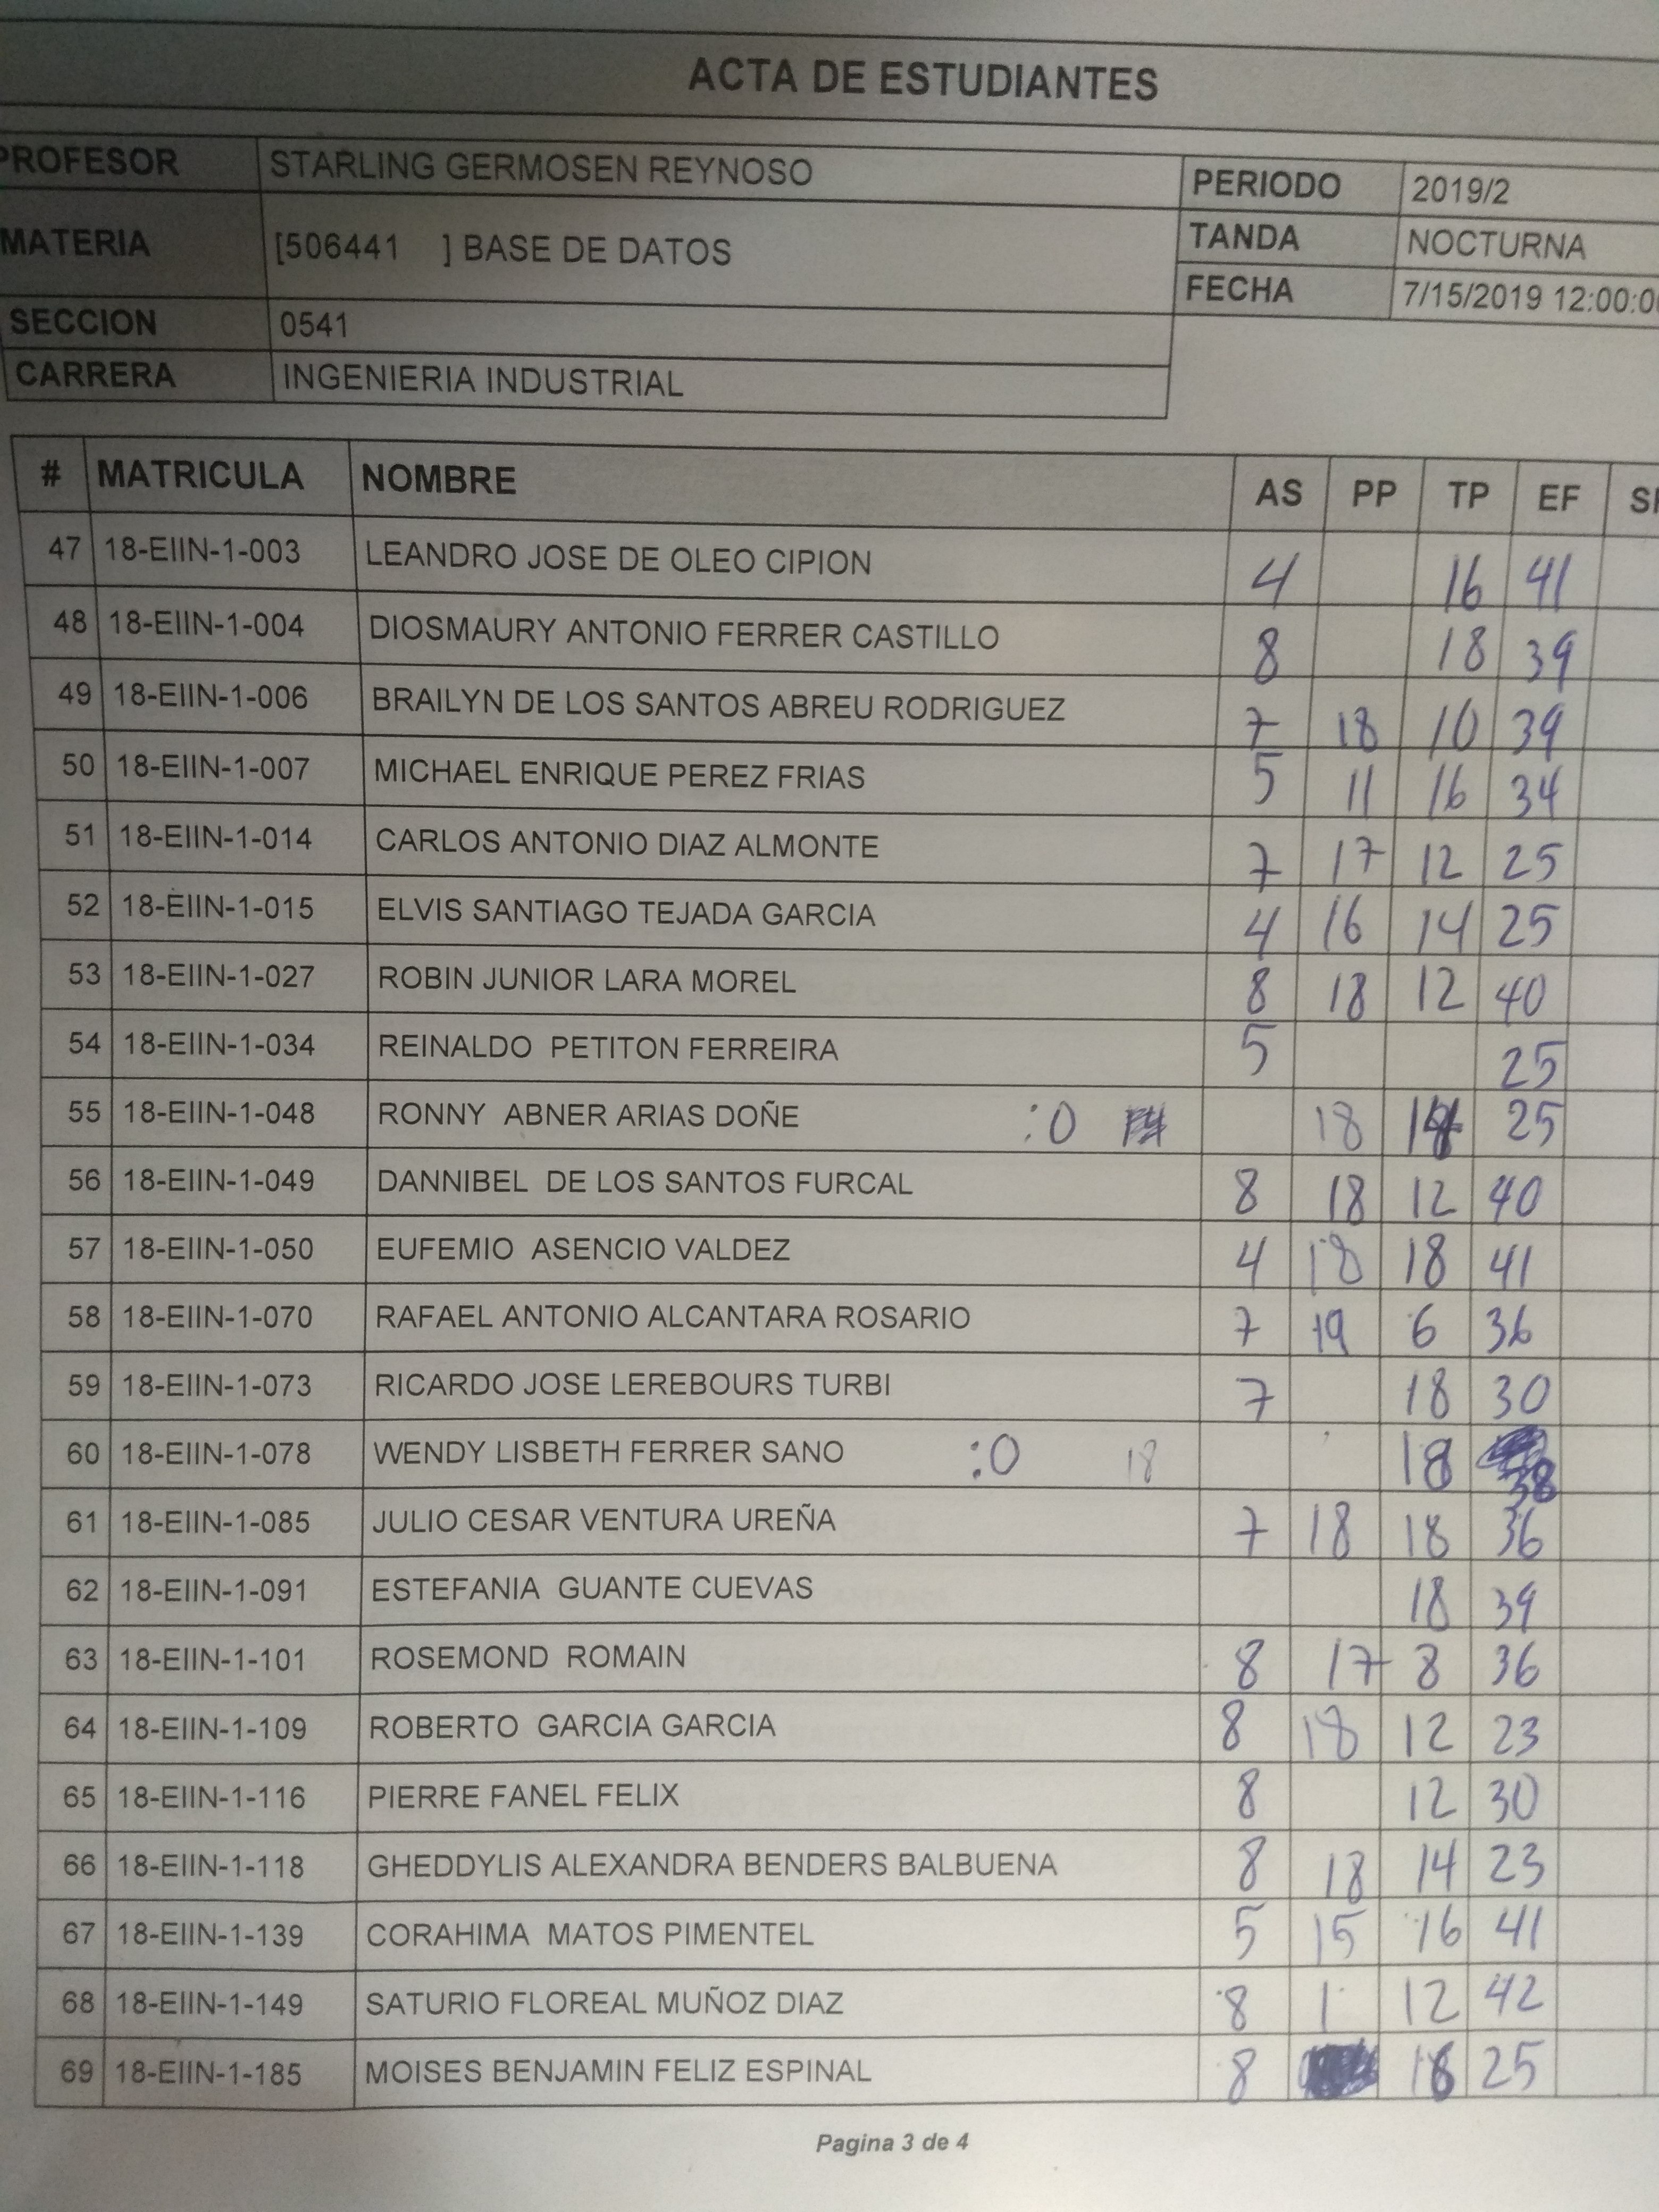 ACTA DE ESTUDIANTES
PROFESOR STARLING GERMOSEN REYNOSO PERIODO 2019/2
MATERIA [506441 ] BASE DE DATOS TANDA NOCTURNA
FECHA 7/15/2019 12:00:0
SECCION 0541
CARRERA INGENIERIA INDUSTRIAL
# MATRICULA NOMBRE AS PP TP EF
47 18-EIIN-1-003 LEANDRO JOSE DE OLEO CIPION 4 16 41
48 18-EIIN-1-004 DIOSMAURY ANTONIO FERRER CASTILLO 8 18 39
49 18-EIIN-1-006 BRAILYN DE LOS SANTOS ABREU RODRIGUEZ 7 18 10 39
50 18-EIIN-1-007 MICHAEL ENRIQUE PEREZ FRIAS 5 11 16 34
51 18-EIIN-1-014 CARLOS ANTONIO DIAZ ALMONTE 7 17 12 25
52 18-EIIN-1-015 ELVIS SANTIAGO TEJADA GARCIA 4 16 14 25
53 18-EIIN-1-027 ROBIN JUNIOR LARA MOREL 8 18 12 40
54 18-EIIN-1-034 REINALDO PETITON FERREIRA 5 25
55 18-EIIN-1-048 RONNY ABNER ARIAS DOÑE :0 18 25
56 18-EIIN-1-049 DANNIBEL DE LOS SANTOS FURCAL 8 18 12 40
57 18-EIIN-1-050 EUFEMIO ASENCIO VALDEZ 4 18 18 41
58 18-EIIN-1-070 RAFAEL ANTONIO ALCANTARA ROSARIO 7 19 6 36
59 18-EIIN-1-073 RICARDO JOSE LEREBOURS TURBI 7 18 30
60 18-EIIN-1-078 WENDY LISBETH FERRER SANO :0 18 18 38
61 18-EIIN-1-085 JULIO CESAR VENTURA UREÑA 7 18 18 36
62 18-EIIN-1-091 ESTEFANIA GUANTE CUEVAS 18 39
63 18-EIIN-1-101 ROSEMOND ROMAIN 8 17 8 36
64 18-EIIN-1-109 ROBERTO GARCIA GARCIA 8 18 12 23
65 18-EIIN-1-116 PIERRE FANEL FELIX 8 12 30
66 18-EIIN-1-118 GHEDDYLIS ALEXANDRA BENDERS BALBUENA 8 18 14 23
67 18-EIIN-1-139 CORAHIMA MATOS PIMENTEL 5 15 16 41
68 18-EIIN-1-149 SATURIO FLOREAL MUÑOZ DIAZ 8 1 12 42
69 18-EIIN-1-185 MOISES BENJAMIN FELIZ ESPINAL 8 18 25
Pagina 3 de 4